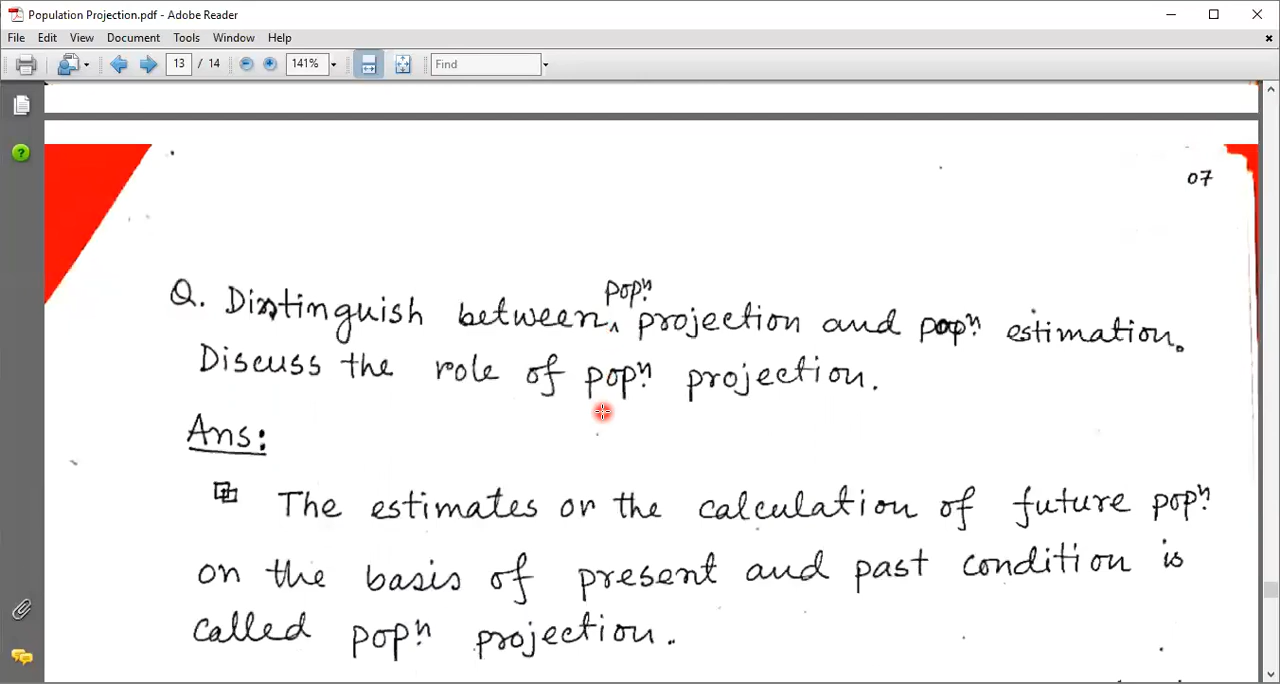 Population Projection.pdf - Adobe Reader
File Edit View Document Tools Window Help
13 / 14 141% Find
07
popn.
Q. Distinguish between ^ projection and popn. estimation.
Discuss the role of popn. projection.
Ans:
The estimates or the calculation of future popn.
on the basis of present and past condition is
called popn. projection.